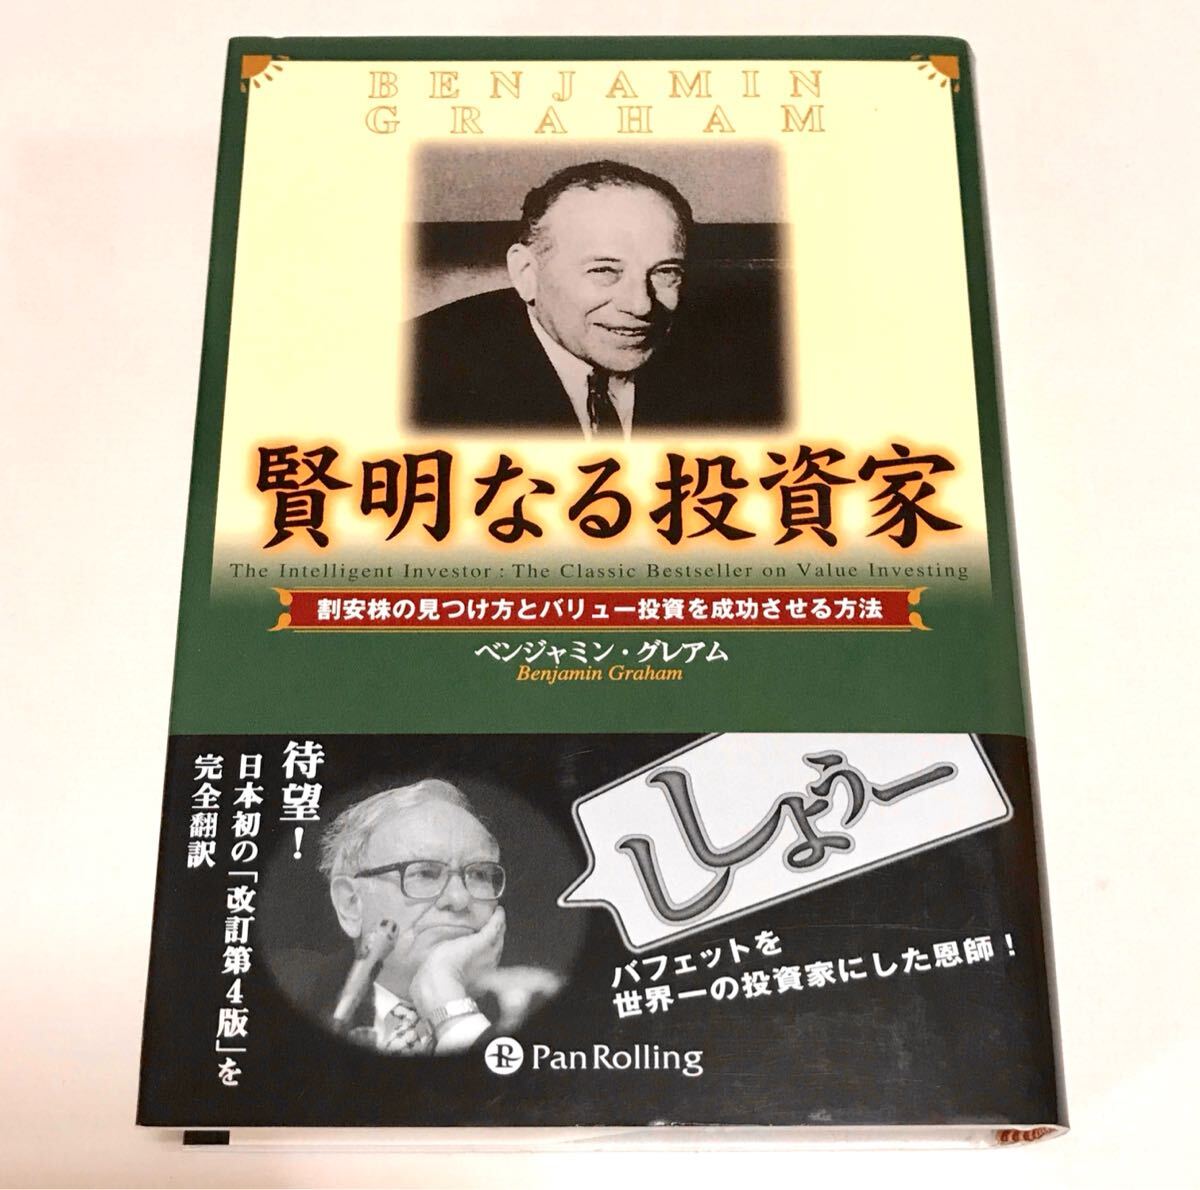 BENJAMIN
GRAHAM
賢明なる投資家
The Intelligent Investor : The Classic Bestseller on Value Investing
割安株の見つけ方とバリュー投資を成功させる方法
ベンジャミン・グレアム
Benjamin Graham
待望！
日本初の「改訂第4版」を
完全翻訳
ししょうー
バフェットを
世界一の投資家にした恩師！
PanRolling